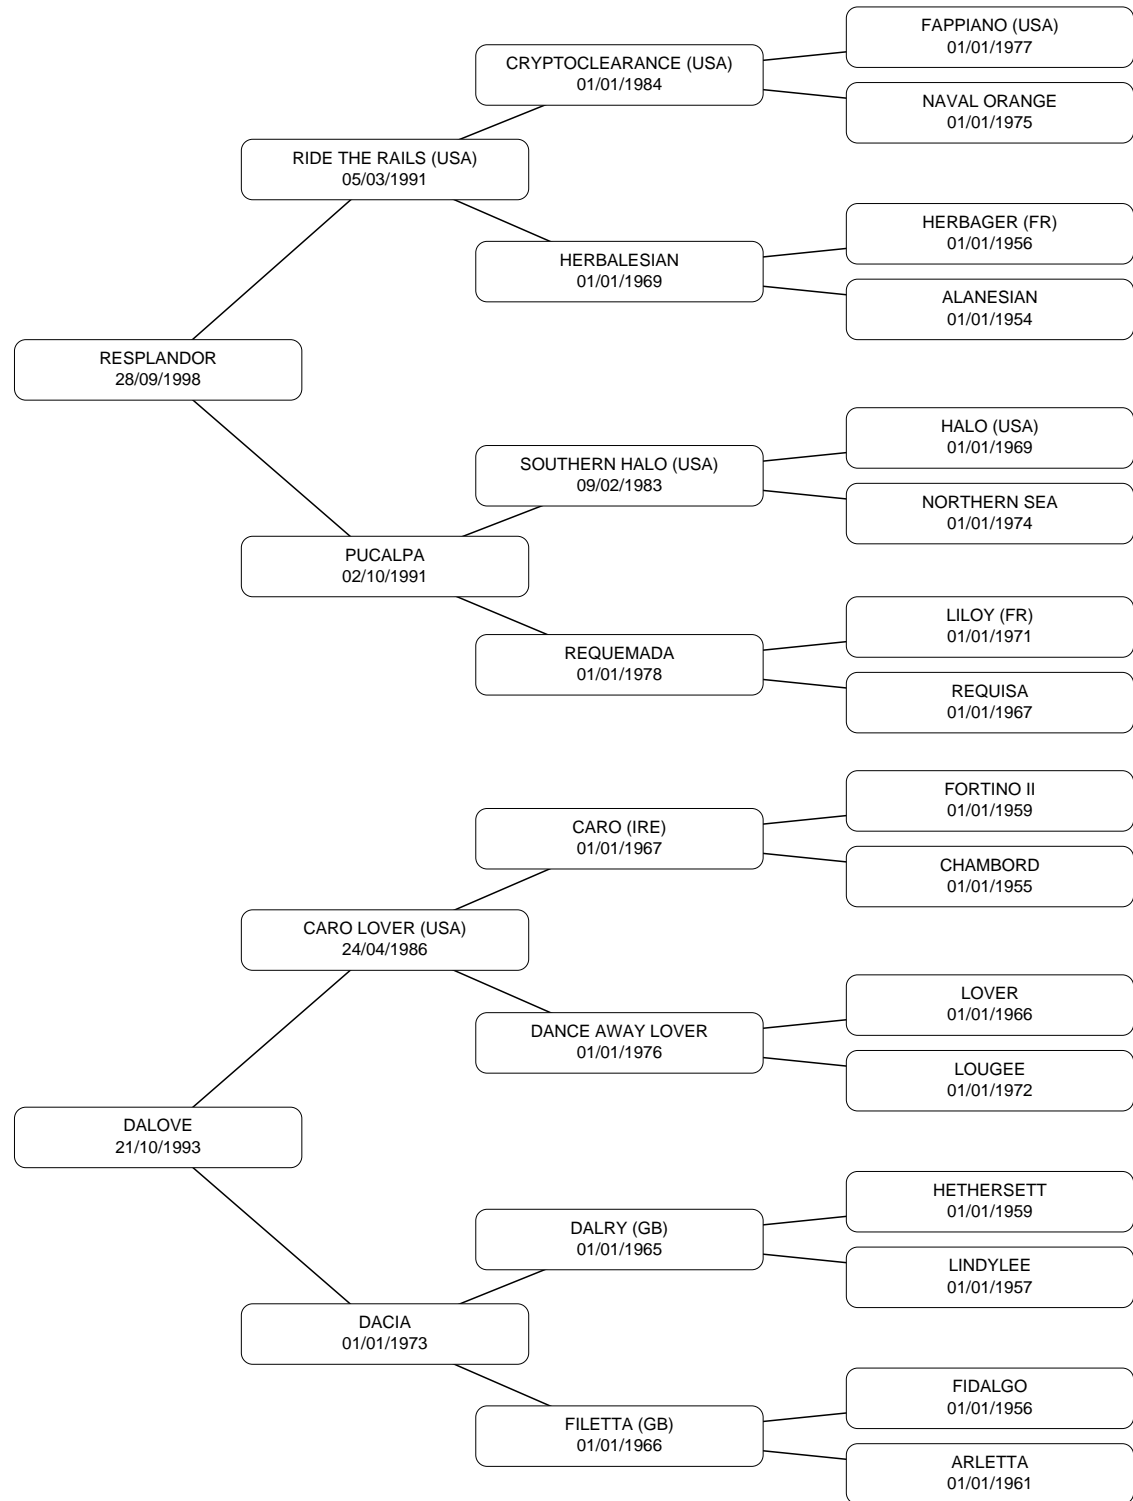 FAPPIANO (USA)
01/01/1977
CRYPTOCLEARANCE (USA)
01/01/1984
NAVAL ORANGE
01/01/1975
RIDE THE RAILS (USA)
05/03/1991
HERBAGER (FR)
01/01/1956
HERBALESIAN
01/01/1969
ALANESIAN
01/01/1954
RESPLANDOR
28/09/1998
HALO (USA)
01/01/1969
SOUTHERN HALO (USA)
09/02/1983
NORTHERN SEA
01/01/1974
PUCALPA
02/10/1991
LILOY (FR)
01/01/1971
REQUEMADA
01/01/1978
REQUISA
01/01/1967
FORTINO II
01/01/1959
CARO (IRE)
01/01/1967
CHAMBORD
01/01/1955
CARO LOVER (USA)
24/04/1986
LOVER
01/01/1966
DANCE AWAY LOVER
01/01/1976
LOUGEE
01/01/1972
DALOVE
21/10/1993
HETHERSETT
01/01/1959
DALRY (GB)
01/01/1965
LINDYLEE
01/01/1957
DACIA
01/01/1973
FIDALGO
01/01/1956
FILETTA (GB)
01/01/1966
ARLETTA
01/01/1961